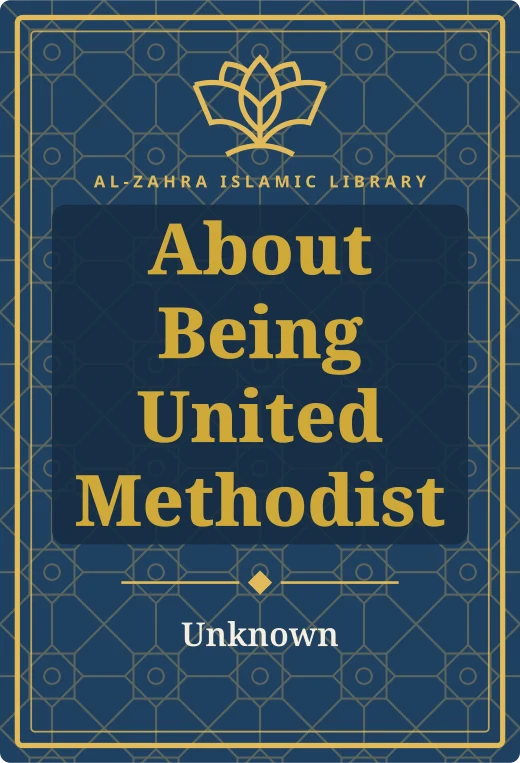 AL-ZAHRA ISLAMIC LIBRARY
About
Being
United
Methodist
Unknown